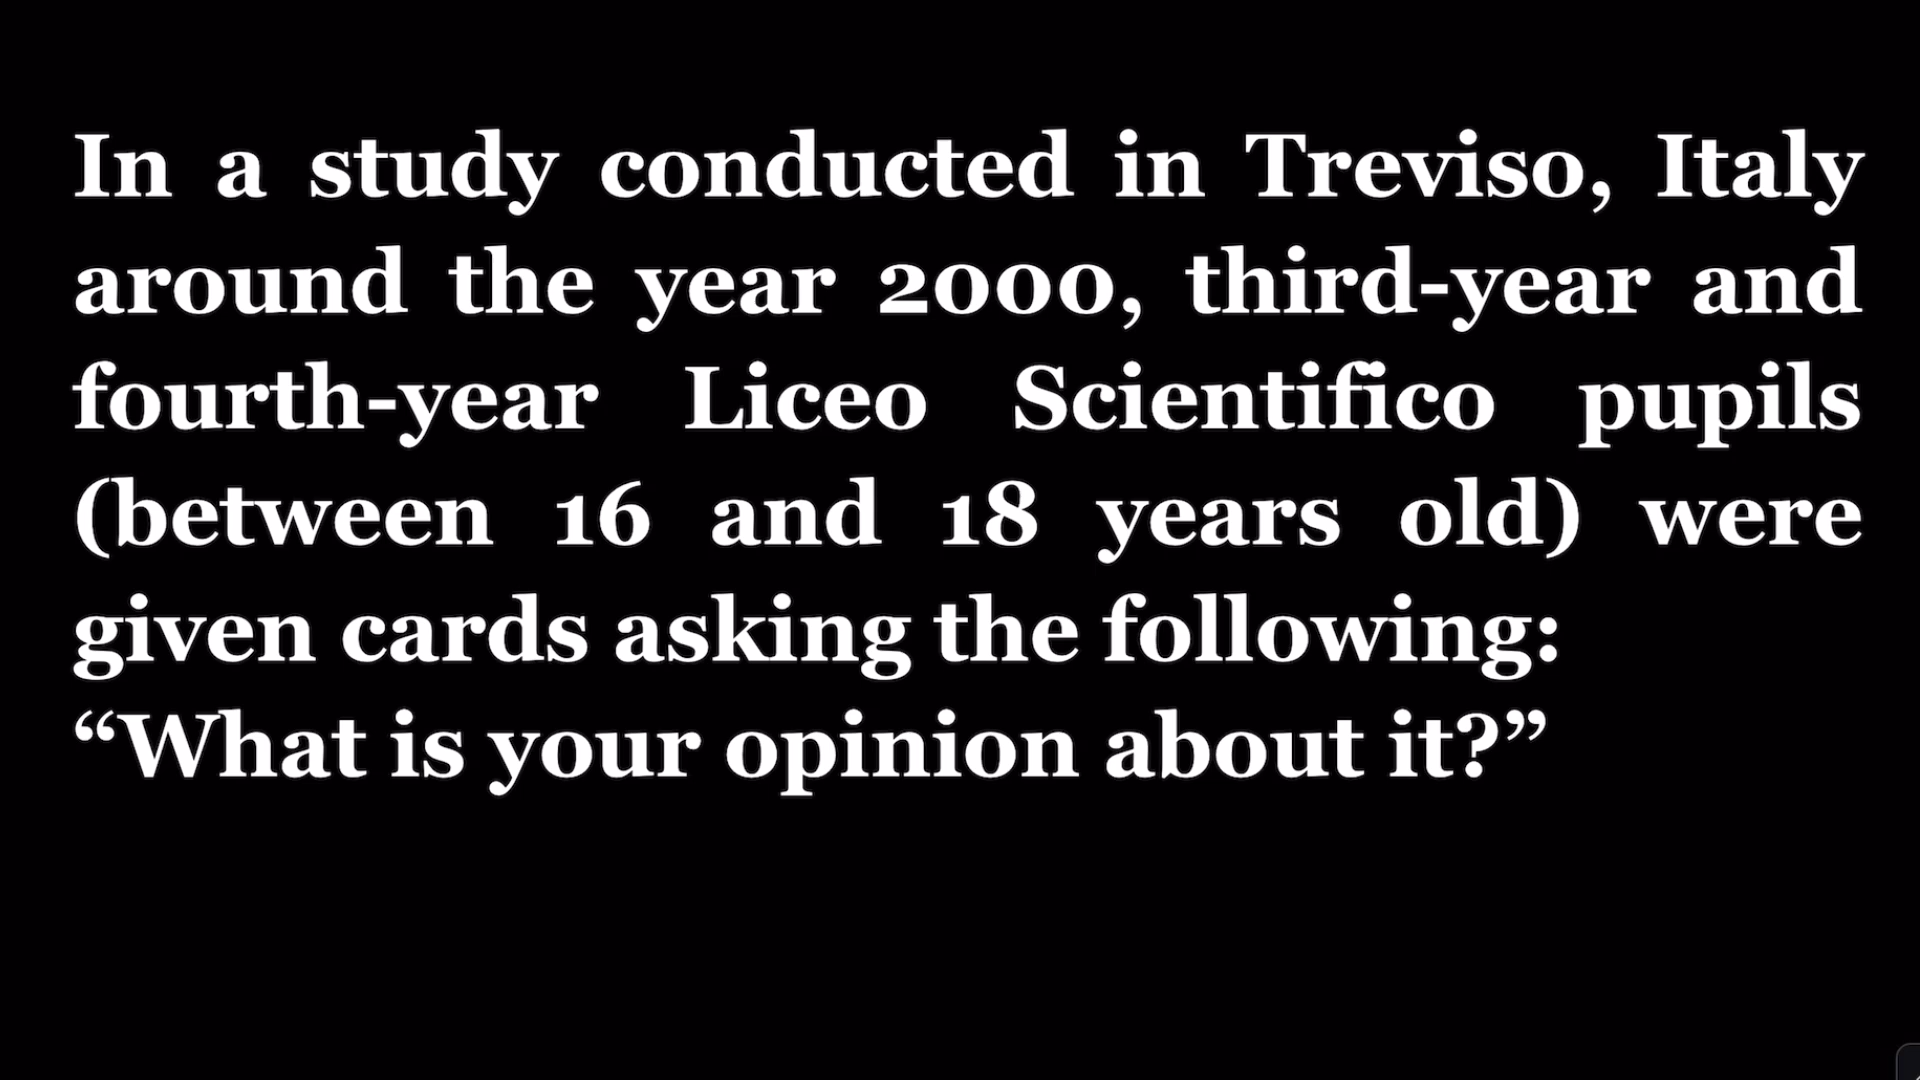 In a study conducted in Treviso, Italy
around the year 2000, third-year and
fourth-year Liceo Scientifico pupils
(between 16 and 18 years old) were
given cards asking the following:
“What is your opinion about it?”